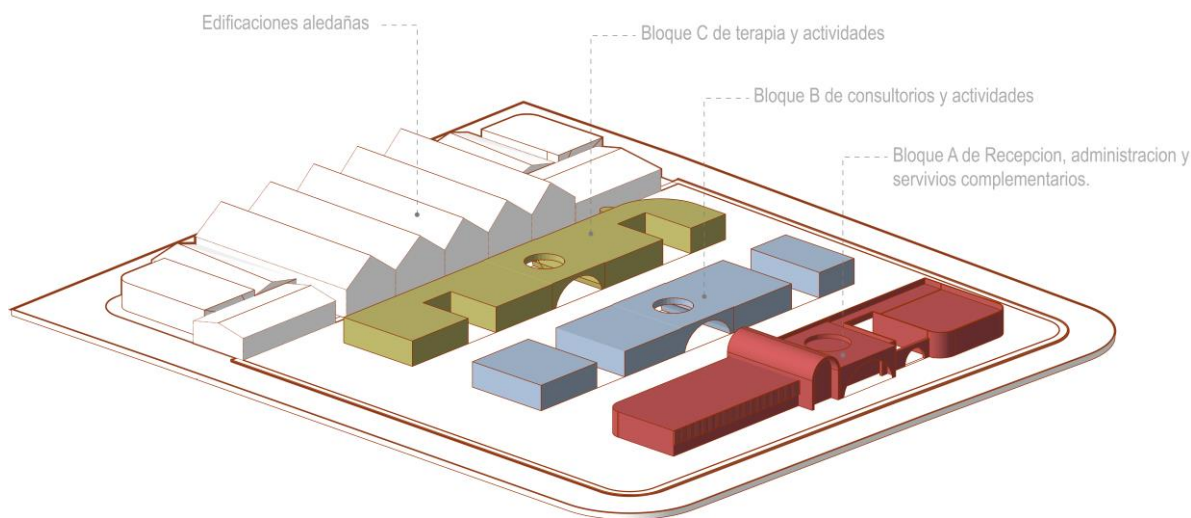 Edificaciones aledañas
Bloque C de terapia y actividades
Bloque B de consultorios y actividades
Bloque A de Recepcion, administracion y
servivios complementarios.